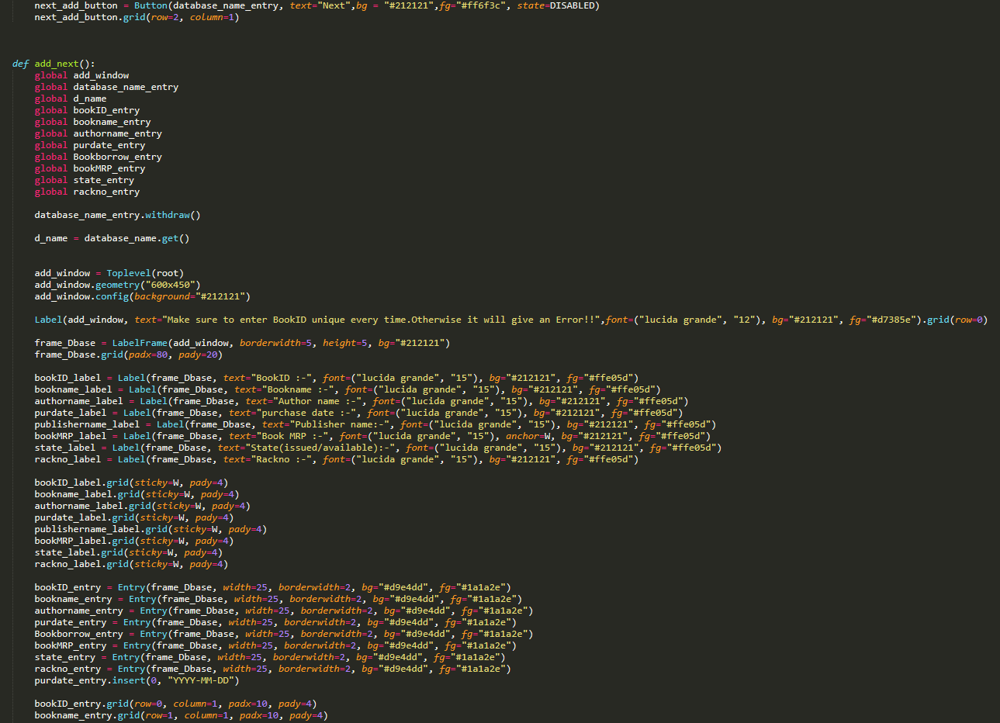 next_add_button = Button(database_name_entry, text="Next",bg = "#212121",fg="#ff6f3c", state=DISABLED)
next_add_button.grid(row=2, column=1)
def add_next():
global add_window
global database_name_entry
global d_name
global bookID_entry
global bookname_entry
global authorname_entry
global purdate_entry
global Bookborrow_entry
global bookMRP_entry
global state_entry
global rackno_entry
database_name_entry.withdraw()
d_name = database_name.get()
add_window = Toplevel(root)
add_window.geometry("600x450")
add_window.config(background="#212121")
Label(add_window, text="Make sure to enter BookID unique every time.Otherwise it will give an Error!!",font=("lucida grande", "12"), bg="#212121", fg="#d7385e").grid(row=0)
frame_Dbase = LabelFrame(add_window, borderwidth=5, height=5, bg="#212121")
frame_Dbase.grid(padx=80, pady=20)
bookID_label = Label(frame_Dbase, text="BookID :-", font=("lucida grande", "15"), bg="#212121", fg="#ffe05d")
bookname_label = Label(frame_Dbase, text="Bookname :-", font=("lucida grande", "15"), bg="#212121", fg="#ffe05d")
authorname_label = Label(frame_Dbase, text="Author name :-", font=("lucida grande", "15"), bg="#212121", fg="#ffe05d")
purdate_label = Label(frame_Dbase, text="purchase date :-", font=("lucida grande", "15"), bg="#212121", fg="#ffe05d")
publishername_label = Label(frame_Dbase, text="Publisher name:-", font=("lucida grande", "15"), bg="#212121", fg="#ffe05d")
bookMRP_label = Label(frame_Dbase, text="Book MRP :-", font=("lucida grande", "15"), anchor=W, bg="#212121", fg="#ffe05d")
state_label = Label(frame_Dbase, text="State(issued/available):-", font=("lucida grande", "15"), bg="#212121", fg="#ffe05d")
rackno_label = Label(frame_Dbase, text="Rackno :-", font=("lucida grande", "15"), bg="#212121", fg="#ffe05d")
bookID_label.grid(sticky=W, pady=4)
bookname_label.grid(sticky=W, pady=4)
authorname_label.grid(sticky=W, pady=4)
purdate_label.grid(sticky=W, pady=4)
publishername_label.grid(sticky=W, pady=4)
bookMRP_label.grid(sticky=W, pady=4)
state_label.grid(sticky=W, pady=4)
rackno_label.grid(sticky=W, pady=4)
bookID_entry = Entry(frame_Dbase, width=25, borderwidth=2, bg="#d9e4dd", fg="#1a1a2e")
bookname_entry = Entry(frame_Dbase, width=25, borderwidth=2, bg="#d9e4dd", fg="#1a1a2e")
authorname_entry = Entry(frame_Dbase, width=25, borderwidth=2, bg="#d9e4dd", fg="#1a1a2e")
purdate_entry = Entry(frame_Dbase, width=25, borderwidth=2, bg="#d9e4dd", fg="#1a1a2e")
Bookborrow_entry = Entry(frame_Dbase, width=25, borderwidth=2, bg="#d9e4dd", fg="#1a1a2e")
bookMRP_entry = Entry(frame_Dbase, width=25, borderwidth=2, bg="#d9e4dd", fg="#1a1a2e")
state_entry = Entry(frame_Dbase, width=25, borderwidth=2, bg="#d9e4dd", fg="#1a1a2e")
rackno_entry = Entry(frame_Dbase, width=25, borderwidth=2, bg="#d9e4dd", fg="#1a1a2e")
purdate_entry.insert(0, "YYYY-MM-DD")
bookID_entry.grid(row=0, column=1, padx=10, pady=4)
bookname_entry.grid(row=1, column=1, padx=10, pady=4)